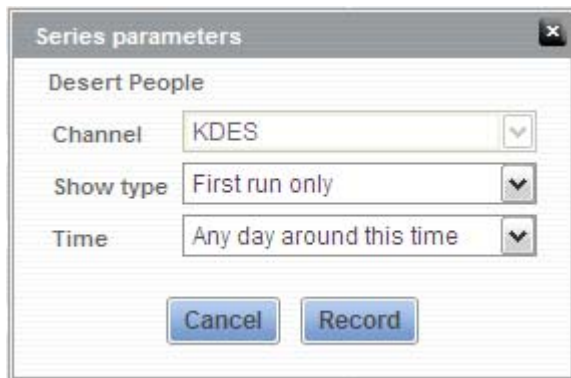 Series parameters
Desert People
Channel KDES
Show type First run only
Time Any day around this time
Cancel Record